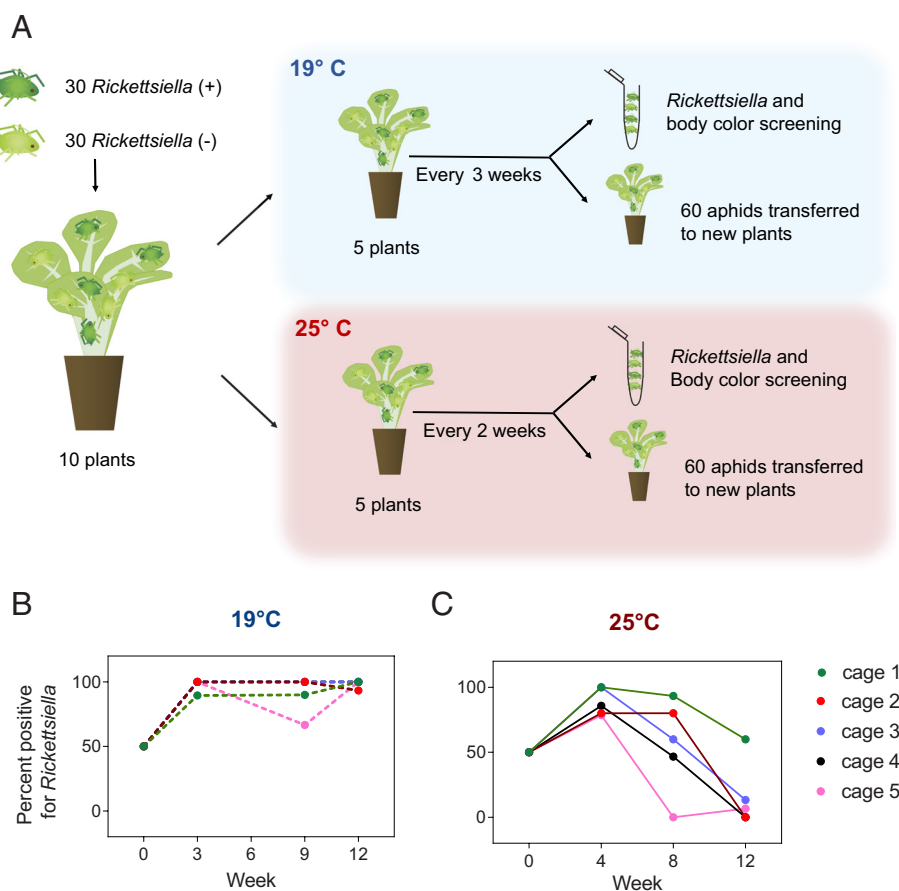 A
30 Rickettsiella (+)
30 Rickettsiella (-)
10 plants
19° C
5 plants
Every 3 weeks
Rickettsiella and
body color screening
60 aphids transferred
to new plants
25° C
5 plants
Every 2 weeks
Rickettsiella and
Body color screening
60 aphids transferred
to new plants
B
19°C
Percent positive
for Rickettsiella
100
50
0
0 3 6 9 12
Week
C
25°C
100
50
0
0 4 8 12
Week
cage 1
cage 2
cage 3
cage 4
cage 5